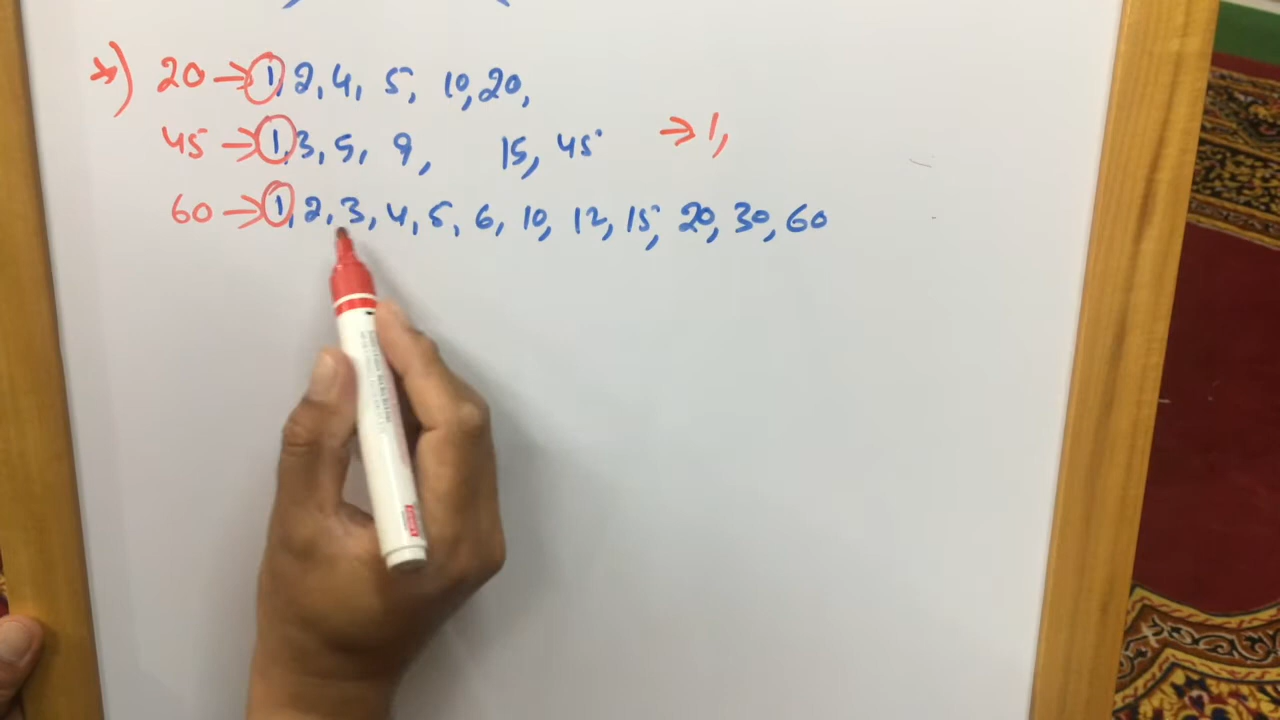 *) 20 → 1, 2, 4, 5, 10, 20,
45 → 1, 3, 5, 9, 15, 45 → 1,
60 → 1, 2, 3, 4, 5, 6, 10, 12, 15, 20, 30, 60